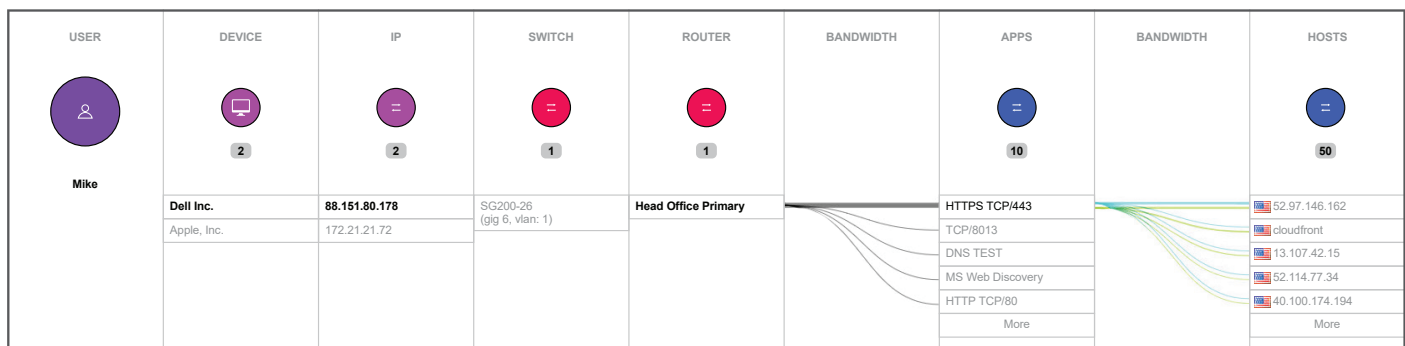 USER DEVICE IP SWITCH ROUTER BANDWIDTH APPS BANDWIDTH HOSTS
2 2 1 1 10 50
Mike
Dell Inc. 88.151.80.178 SG200-26 Head Office Primary HTTPS TCP/443 52.97.146.162
(gig 6, vlan: 1)
Apple, Inc. 172.21.21.72 TCP/8013 cloudfront
DNS TEST 13.107.42.15
MS Web Discovery 52.114.77.34
HTTP TCP/80 40.100.174.194
More More